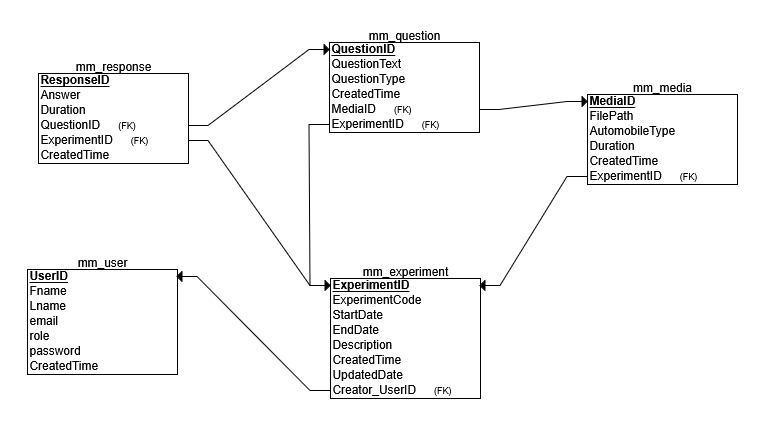 mm_question
QuestionID
QuestionText
QuestionType
CreatedTime
MediaID (FK)
ExperimentID (FK)
mm_response
ResponseID
Answer
Duration
QuestionID (FK)
ExperimentID (FK)
CreatedTime
mm_media
MediaID
FilePath
AutomobileType
Duration
CreatedTime
ExperimentID (FK)
mm_user
UserID
Fname
Lname
email
role
password
CreatedTime
mm_experiment
ExperimentID
ExperimentCode
StartDate
EndDate
Description
CreatedTime
UpdatedDate
Creator_UserID (FK)